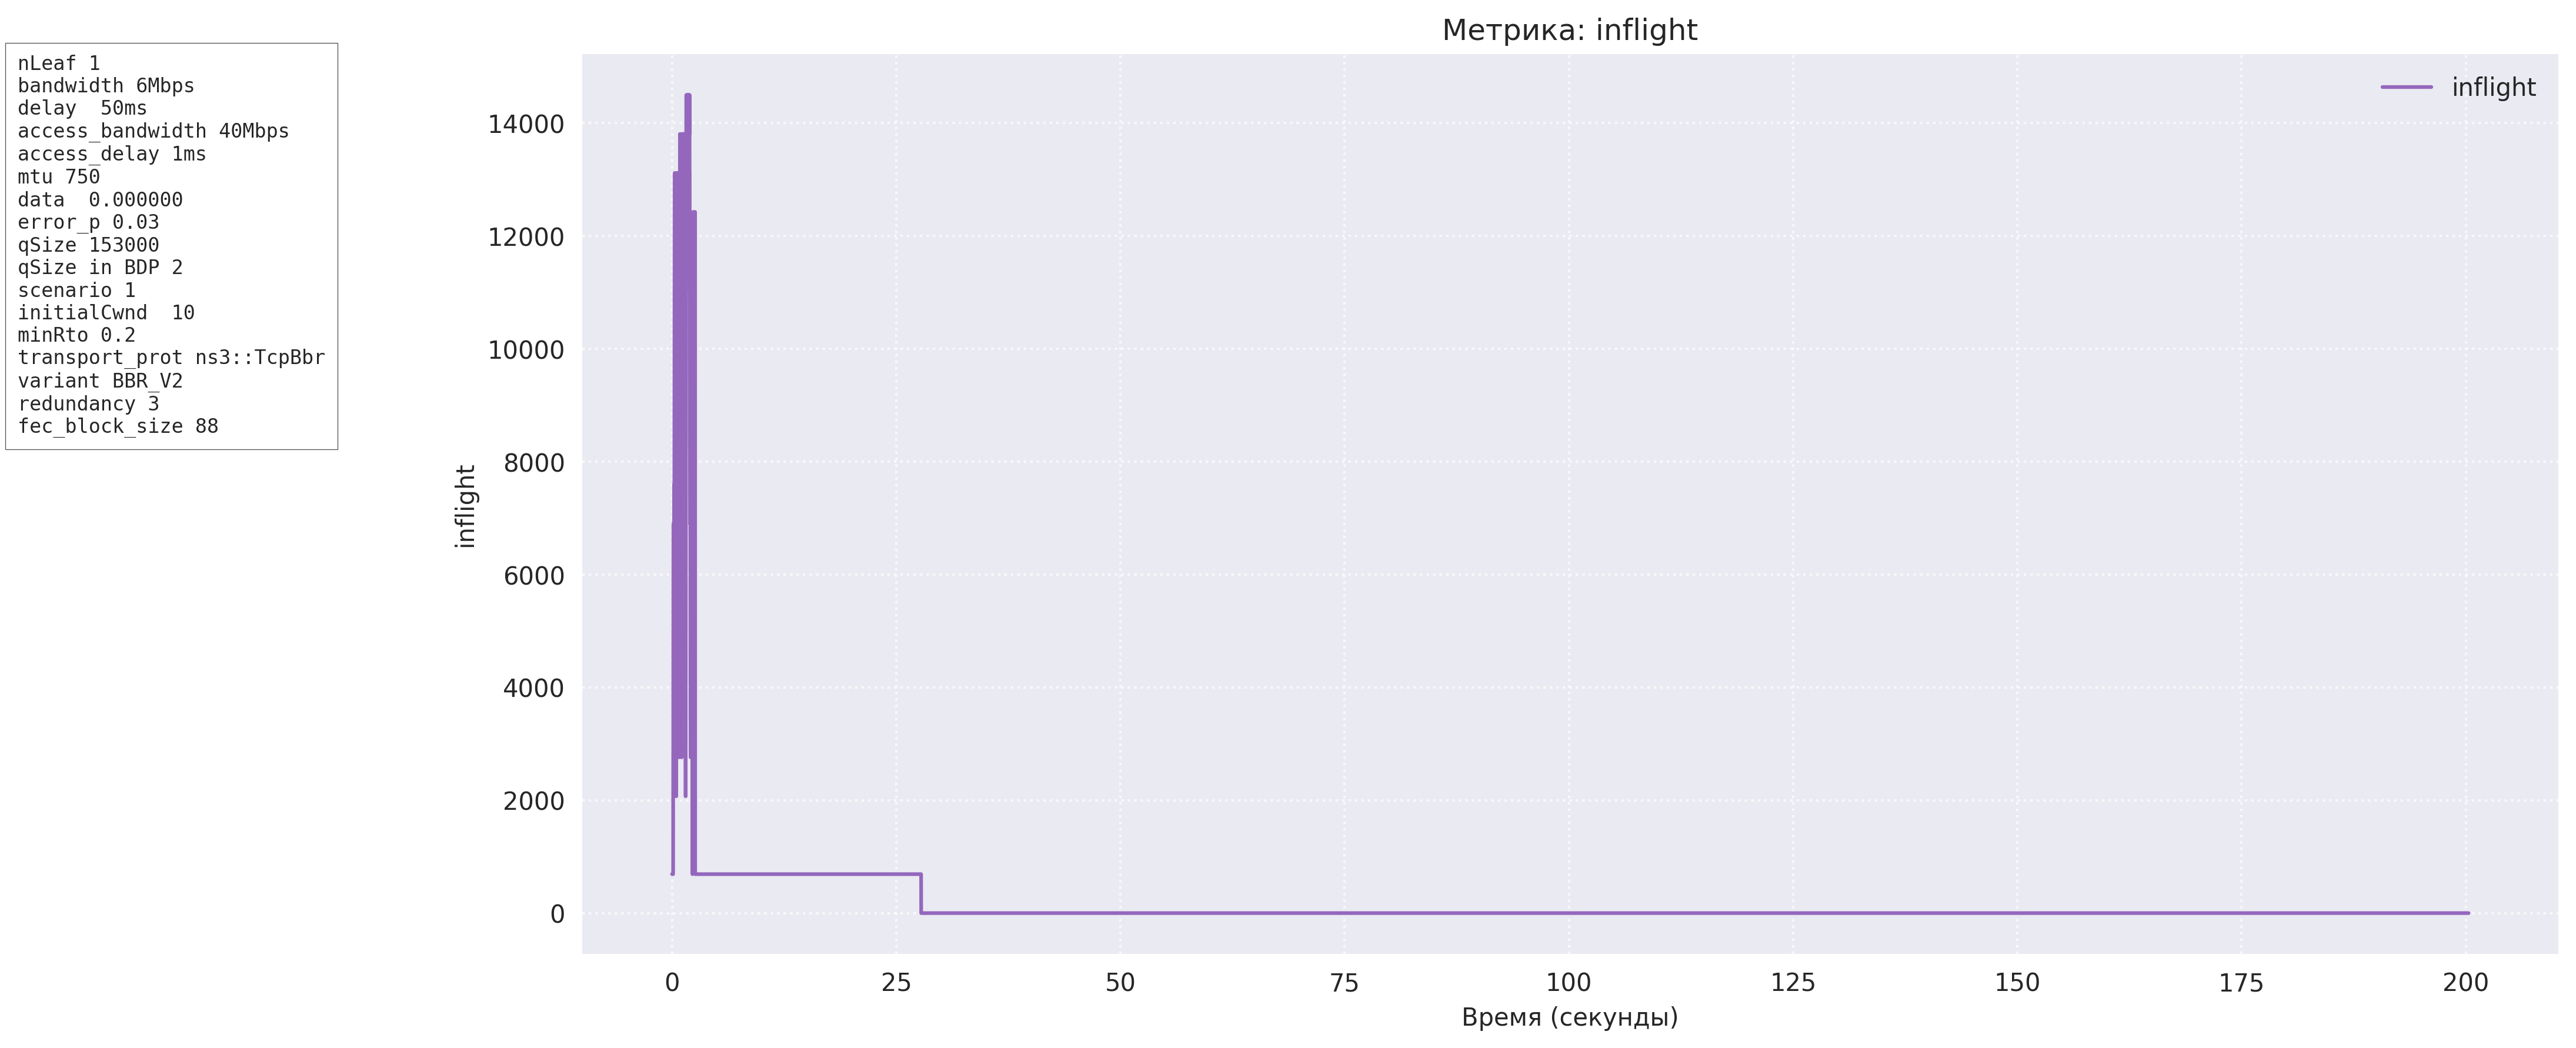 Метрика: inflight
nLeaf 1
bandwidth 6Mbps
delay  50ms
access_bandwidth 40Mbps
access_delay 1ms
mtu 750
data  0.000000
error_p 0.03
qSize 153000
qSize in BDP 2
scenario 1
initialCwnd  10
minRto 0.2
transport_prot ns3::TcpBbr
variant BBR_V2
redundancy 3
fec_block_size 88
inflight
14000
12000
10000
8000
6000
4000
2000
0
inflight
0 25 50 75 100 125 150 175 200
Время (секунды)